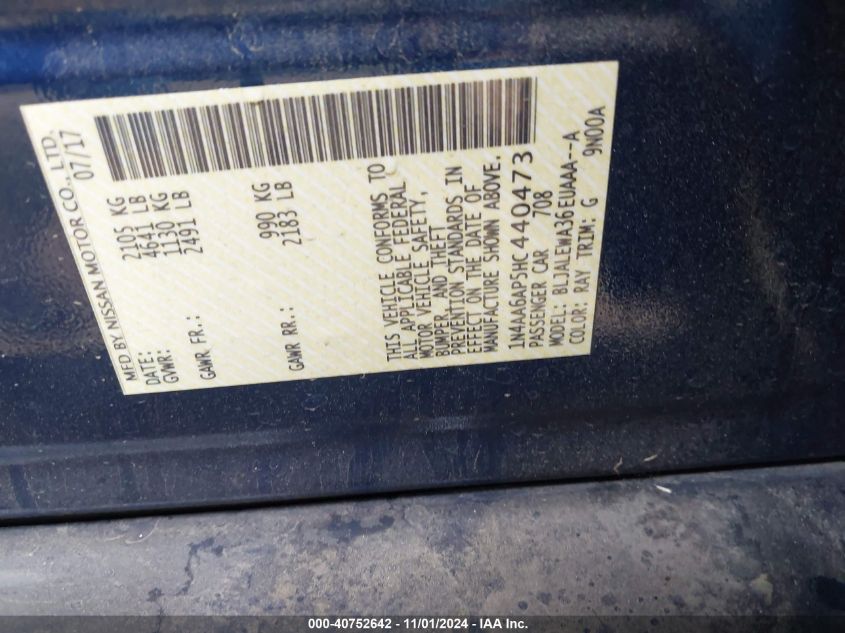 MFD BY NISSAN MOTOR CO., LTD.
DATE: 07/17
GVWR: 2105 KG
4641 LB
GAWR FR.: 1130 KG
2491 LB
GAWR RR.: 990 KG
2183 LB
THIS VEHICLE CONFORMS TO
ALL APPLICABLE FEDERAL
MOTOR VEHICLE SAFETY,
BUMPER, AND THEFT
PREVENTION STANDARDS IN
EFFECT ON THE DATE OF
MANUFACTURE SHOWN ABOVE.
1N4AA6AP5HC440473
PASSENGER CAR 708
MODEL: BLJALEWA36EUAAA--A
COLOR: RAY TRIM: G 9N00A
000-40752642 - 11/01/2024 - IAA Inc.